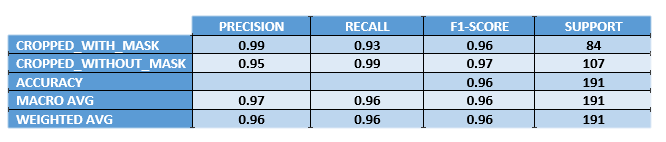 PRECISION RECALL F1-SCORE SUPPORT
CROPPED_WITH_MASK 0.99 0.93 0.96 84
CROPPED_WITHOUT_MASK 0.95 0.99 0.97 107
ACCURACY 0.96 191
MACRO AVG 0.97 0.96 0.96 191
WEIGHTED AVG 0.96 0.96 0.96 191